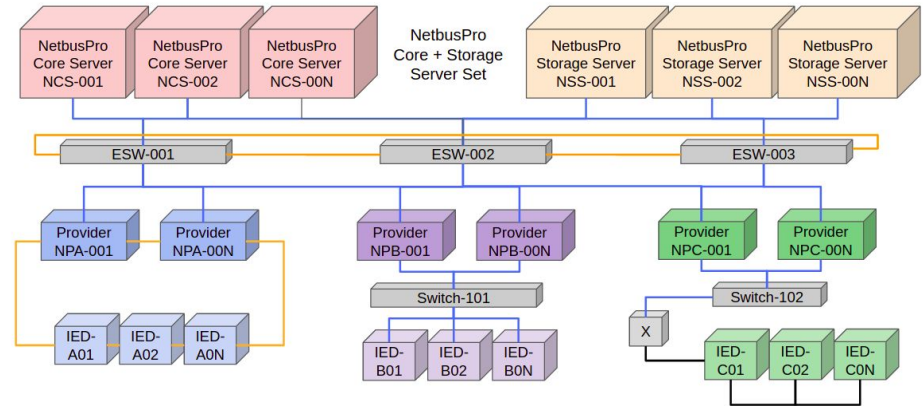 NetbusPro
Core Server
NCS-001
NetbusPro
Core Server
NCS-002
NetbusPro
Core Server
NCS-00N
NetbusPro
Core + Storage
Server Set
NetbusPro
Storage Server
NSS-001
NetbusPro
Storage Server
NSS-002
NetbusPro
Storage Server
NSS-00N
ESW-001
ESW-002
ESW-003
Provider
NPA-001
Provider
NPA-00N
Provider
NPB-001
Provider
NPB-00N
Provider
NPC-001
Provider
NPC-00N
Switch-101
Switch-102
X
IED-
A01
IED-
A02
IED-
A0N
IED-
B01
IED-
B02
IED-
B0N
IED-
C01
IED-
C02
IED-
C0N